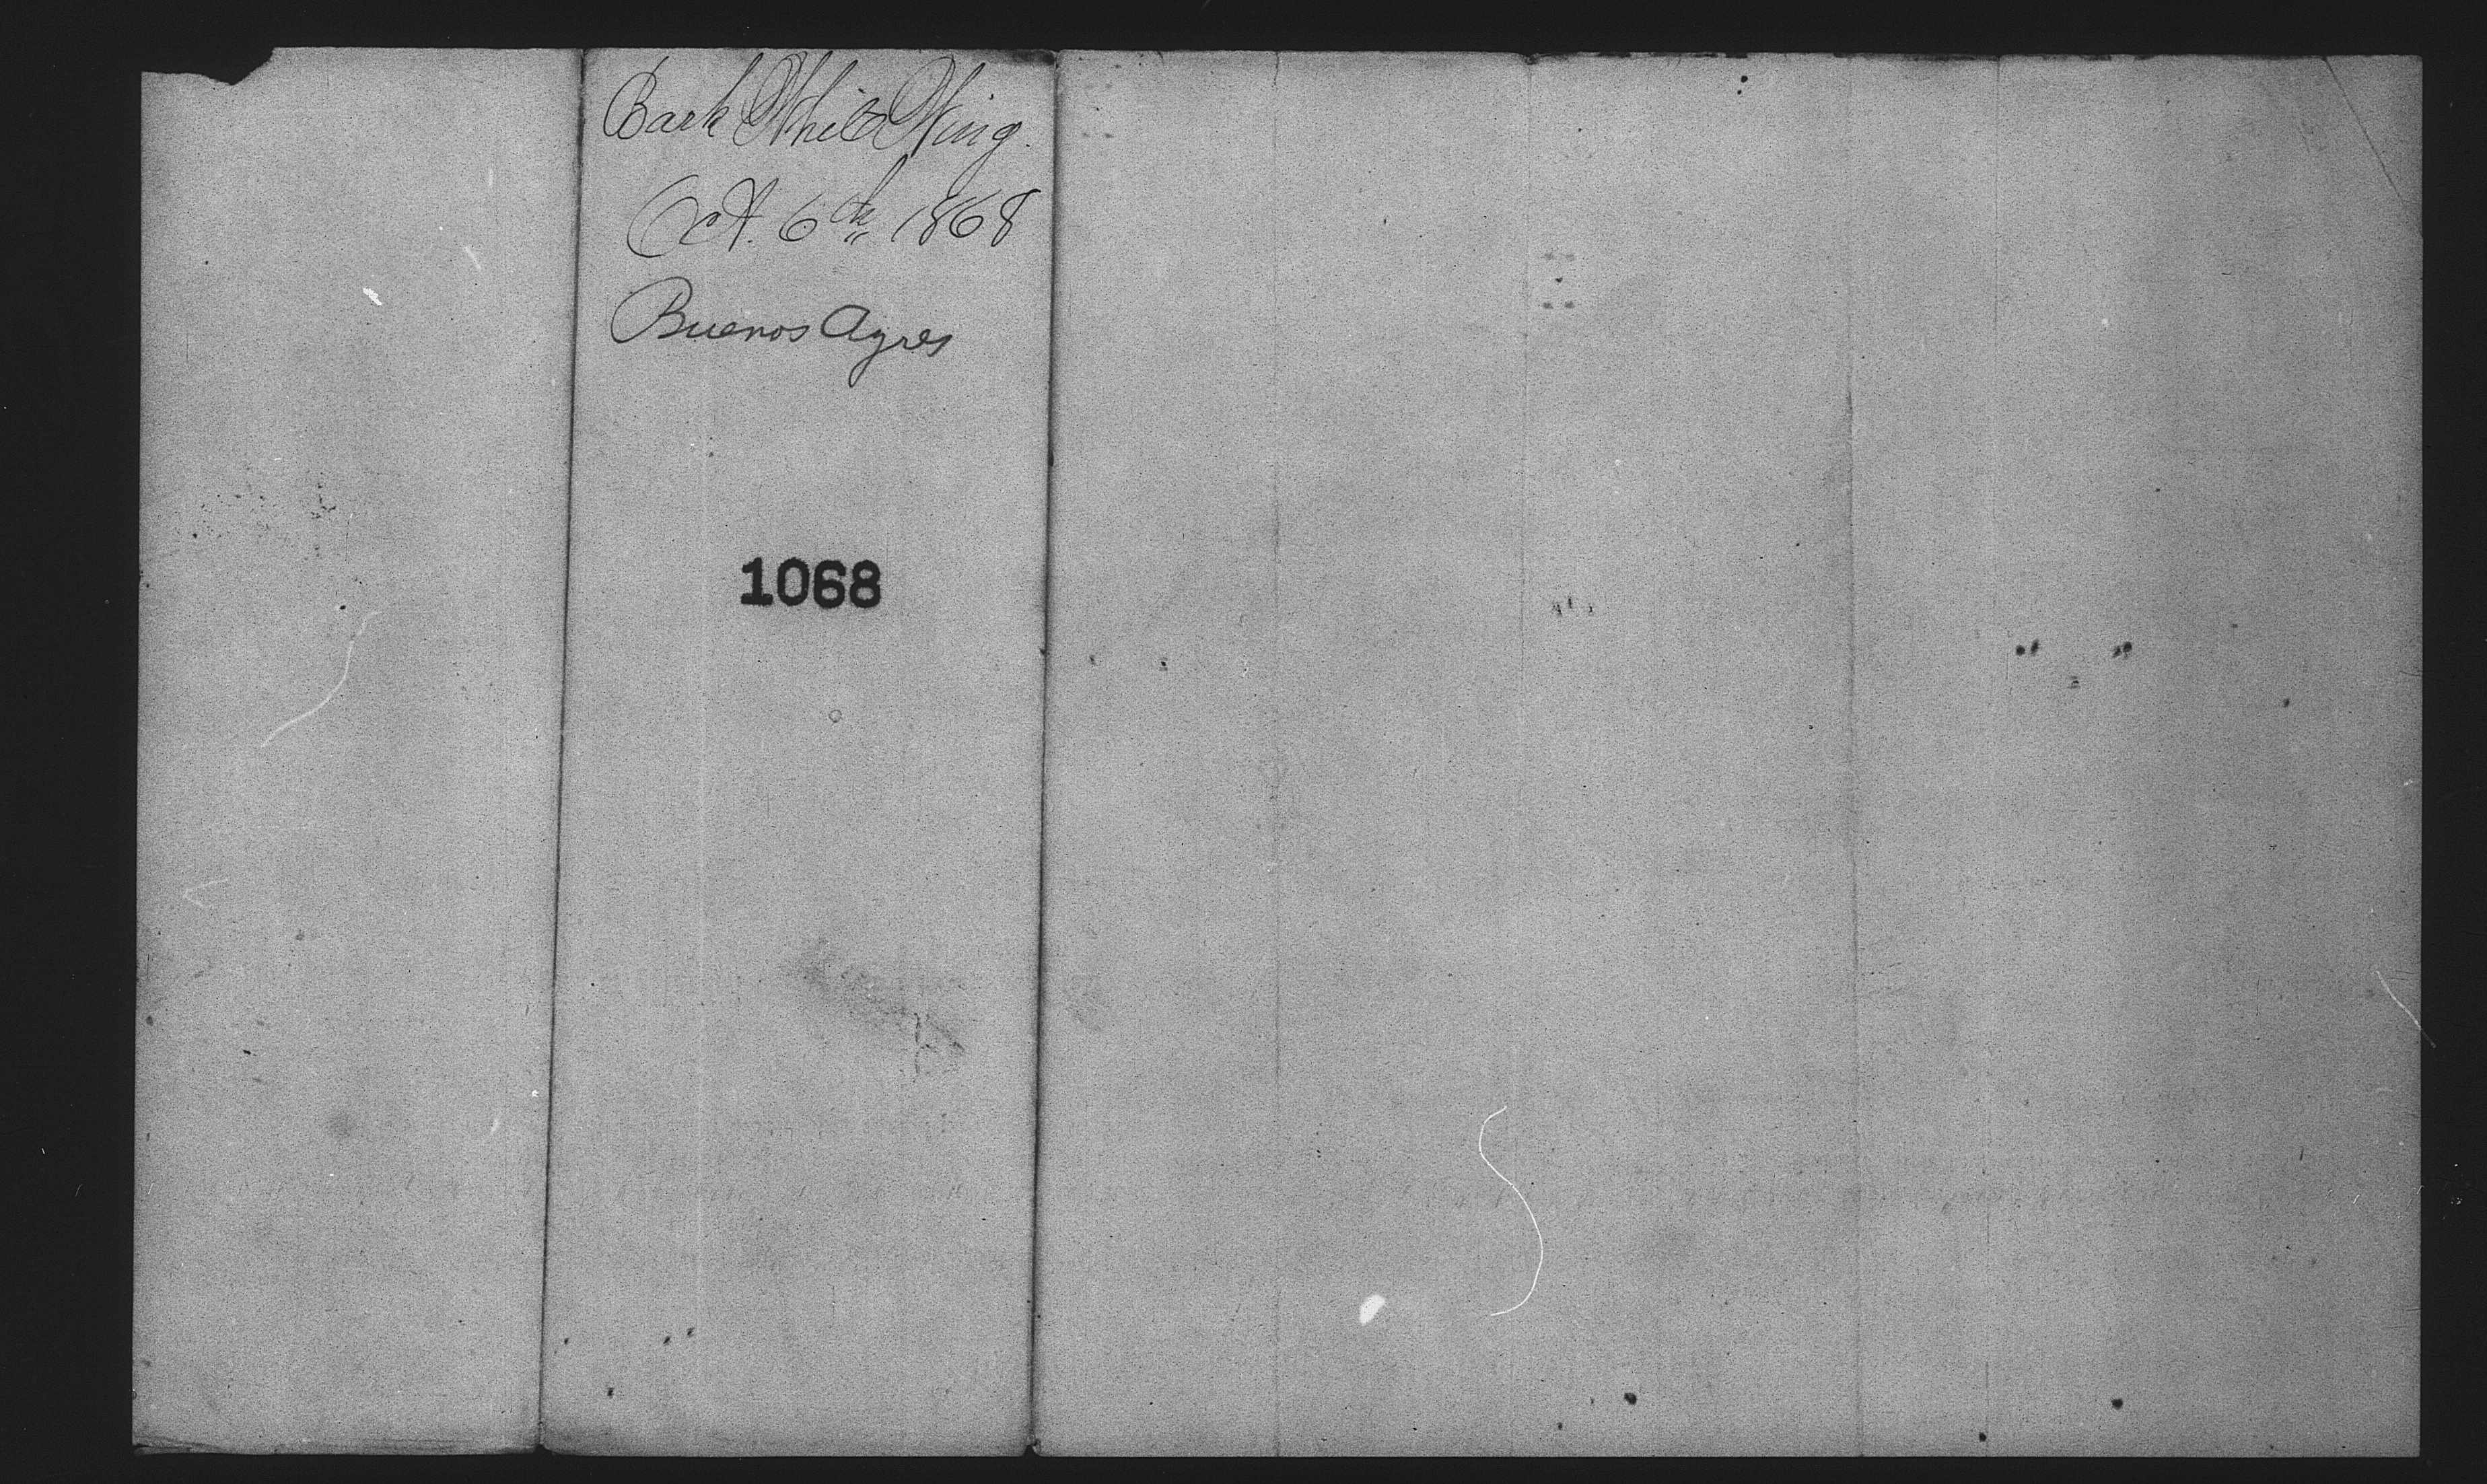 Bark White Wing.
Oct. 6th 1868
Buenos Ayres
1068